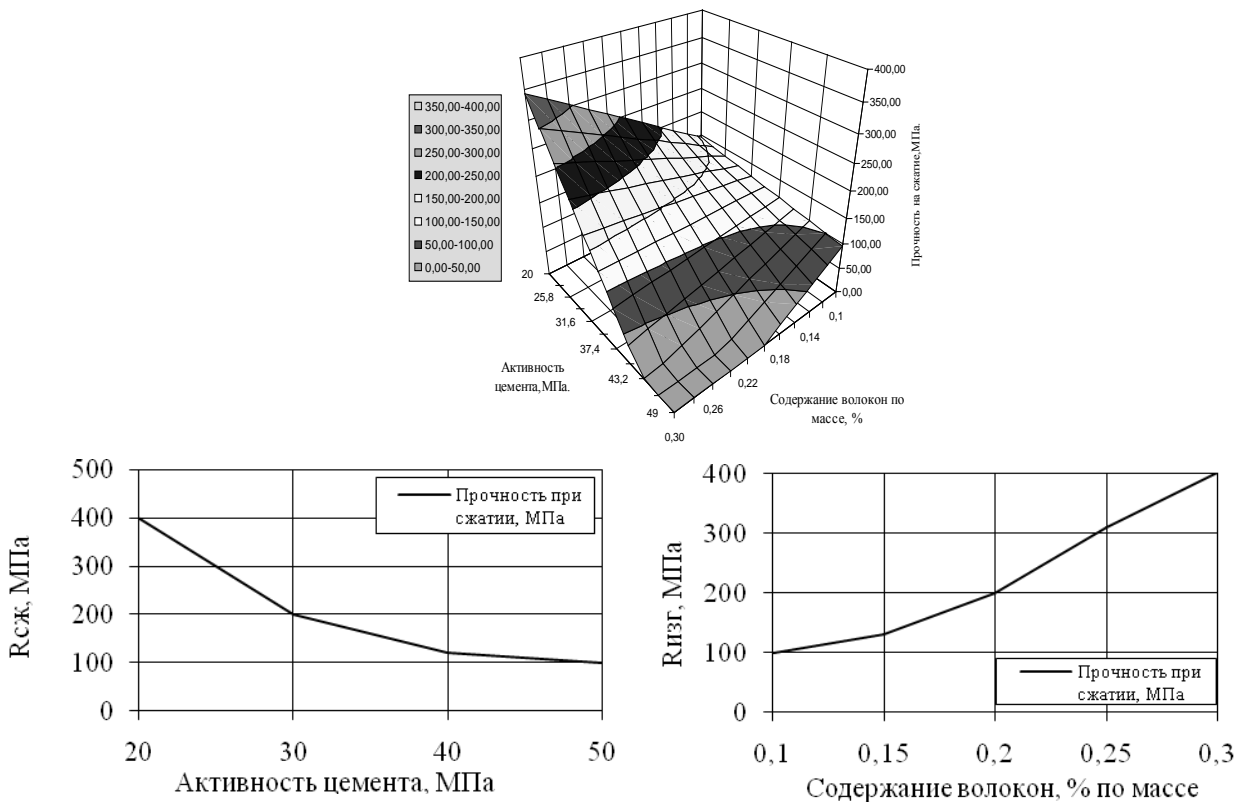 350,00-400,00
300,00-350,00
250,00-300,00
200,00-250,00
150,00-200,00
100,00-150,00
50,00-100,00
0,00-50,00
400,00
350,00
300,00
250,00
200,00
150,00
100,00
50,00
0,00
Прочность на сжатие,МПа.
20
25,8
31,6
37,4
43,2
49
Активность
цемента,МПа.
0,1
0,14
0,18
0,22
0,26
0,30
Содержание волокон по
массе, %
500
400
300
200
100
0
Rсж, МПа
Прочность при
сжатии, МПа
20 30 40 50
Активность цемента, МПа
400
300
200
100
0
Rизг, МПа
Прочность при
сжатии, МПа
0,1 0,15 0,2 0,25 0,3
Содержание волокон, % по массе